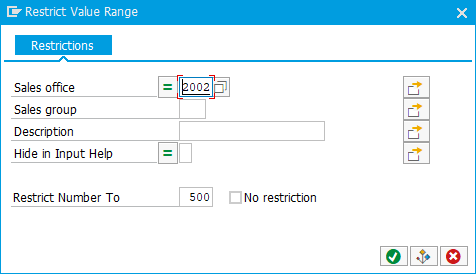 Restrict Value Range
Restrictions
Sales office = 2002
Sales group
Description
Hide in Input Help =
Restrict Number To 500 No restriction